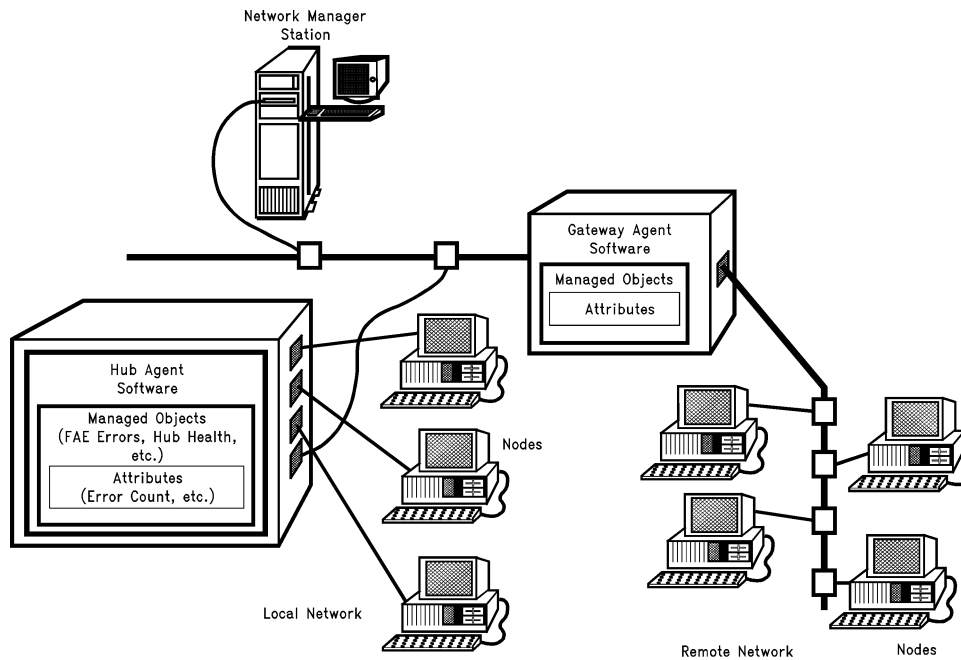 Network Manager
Station
Gateway Agent
Software
Managed Objects
Attributes
Hub Agent
Software
Managed Objects
(FAE Errors, Hub Health,
etc.)
Attributes
(Error Count, etc.)
Nodes
Local Network
Remote Network
Nodes